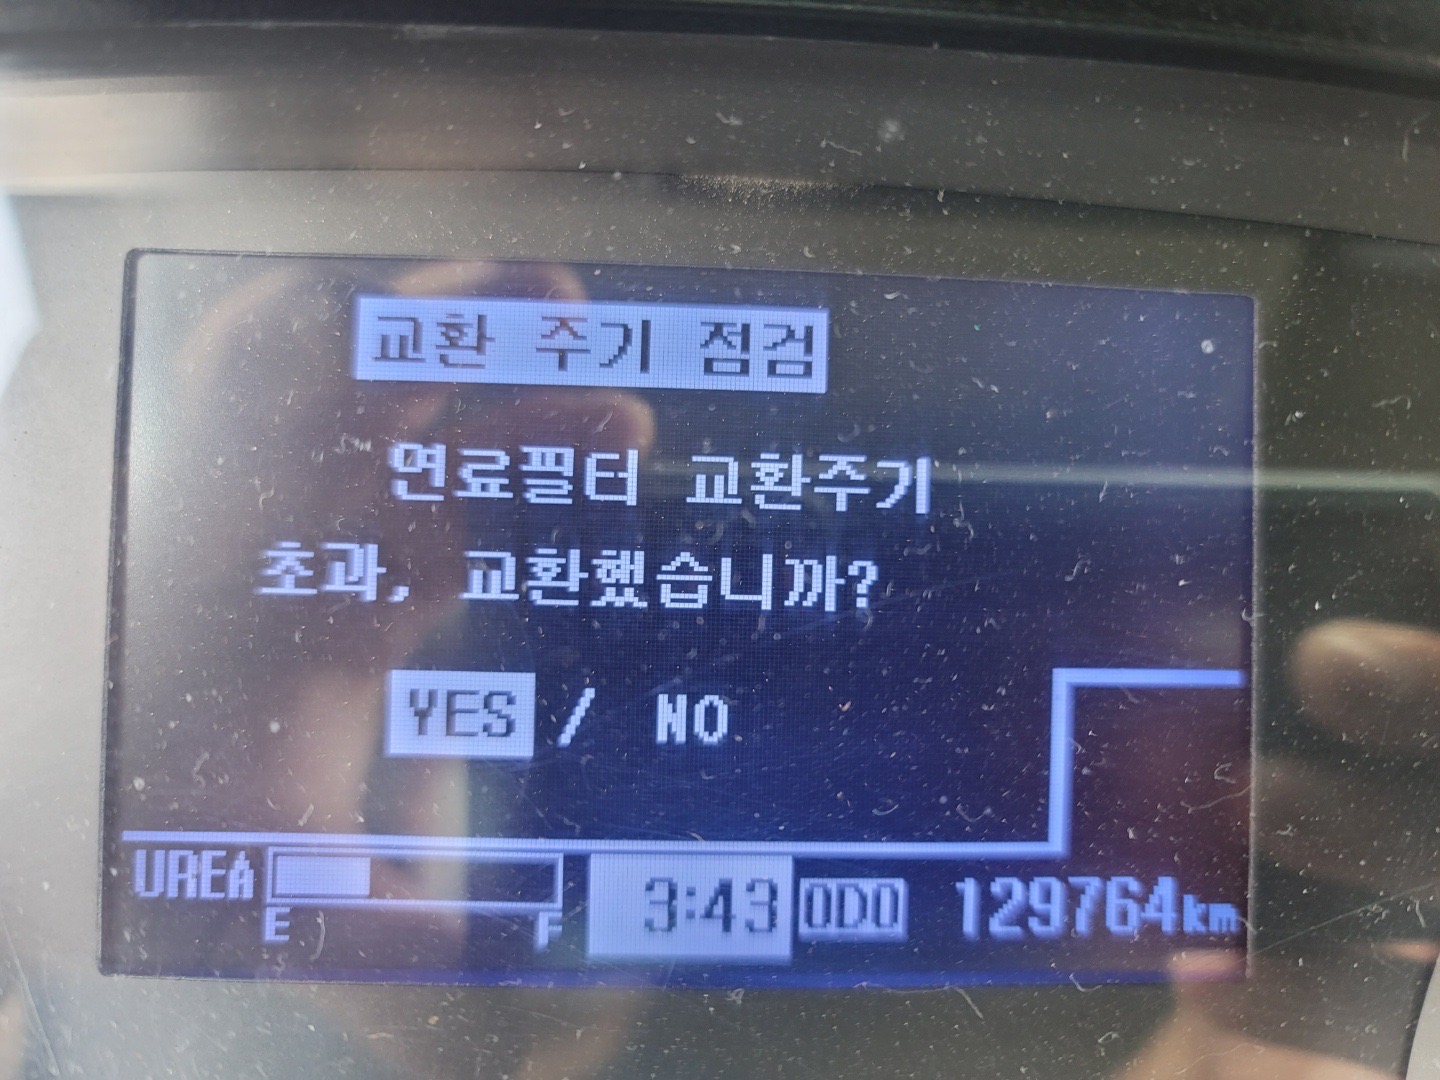 교환 주기 점검
연료필터 교환주기
초과, 교환했습니까?
YES / NO
UREA E F 3:43 ODO 129764km